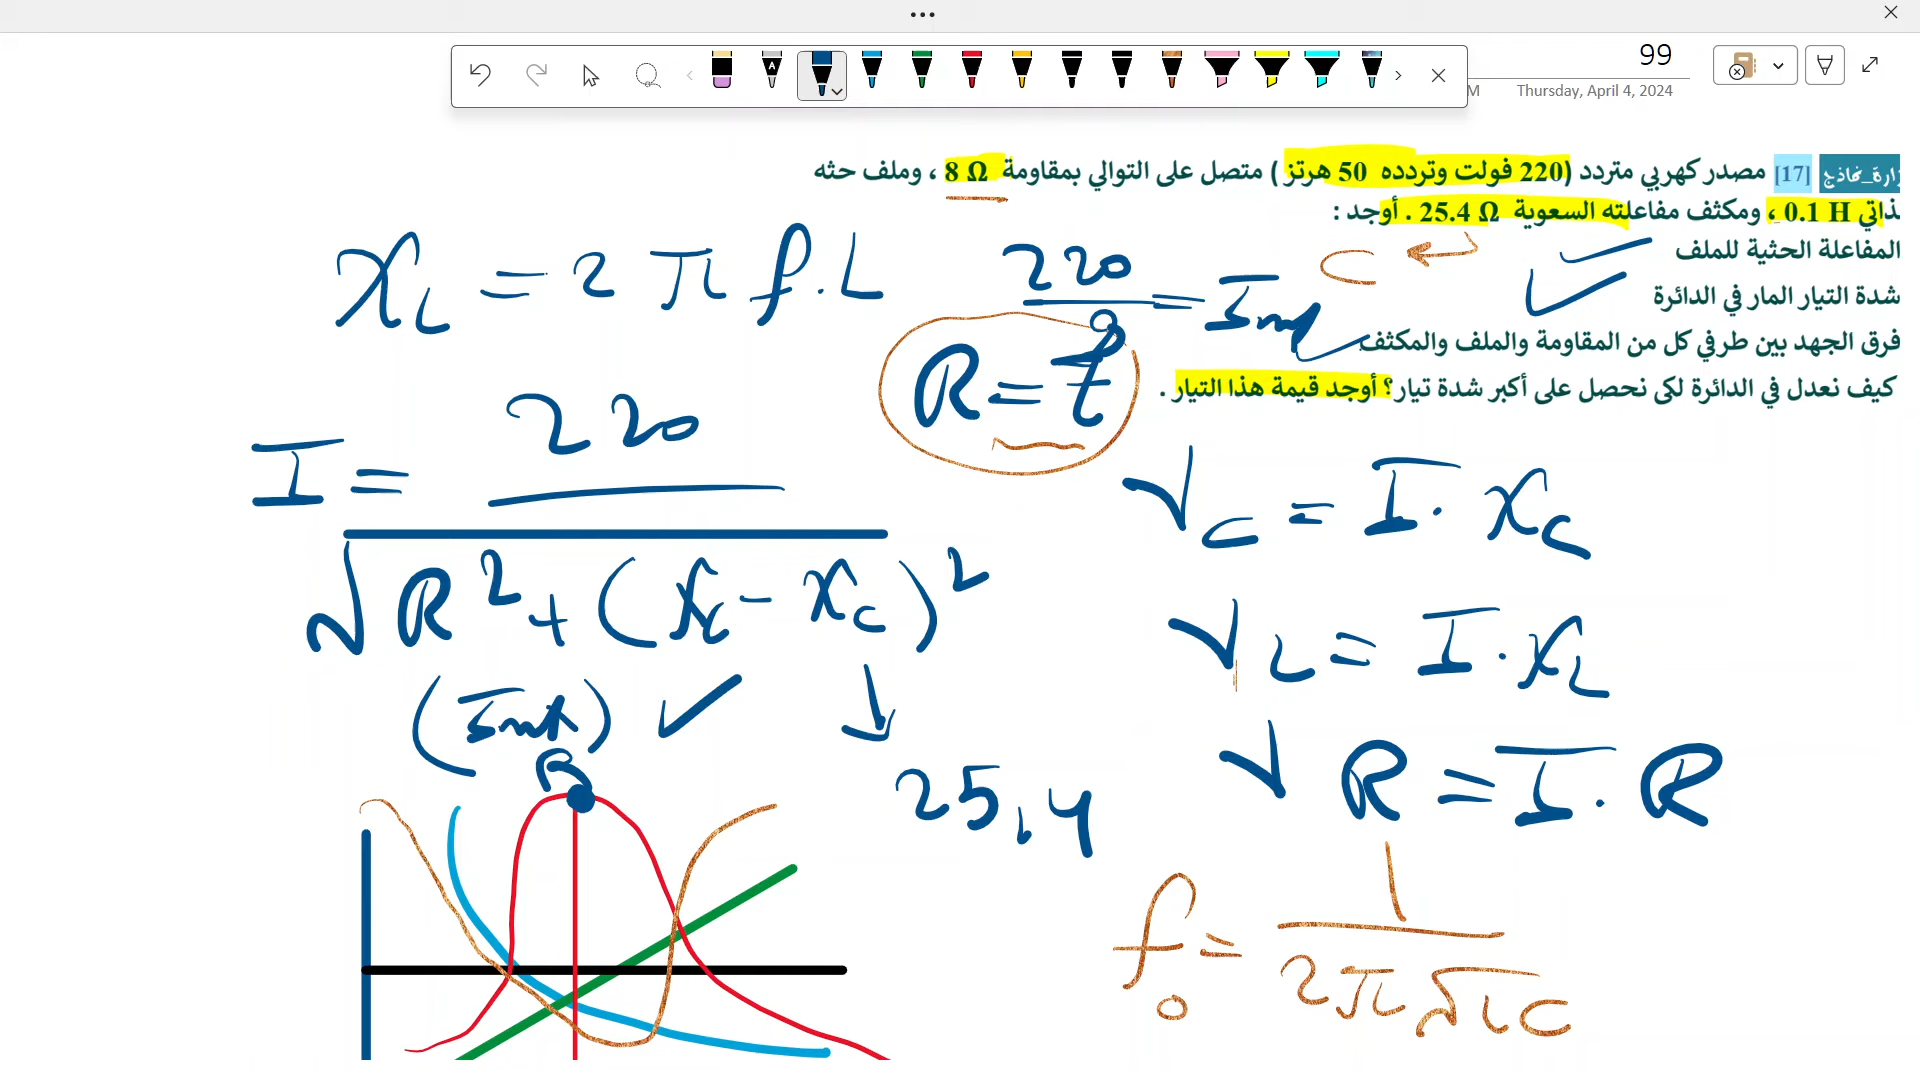 99
Thursday, April 4, 2024
[17] مصدر كهربي متردد (220 فولت وتردده 50 هرتز ) متصل على التوالي بمقاومة 8 Ω ، وملف حثه
ذاتي 0.1 H ، ومكثف مفاعلته السعوية 25.4 Ω . أوجد :
المفاعلة الحثية للملف
شدة التيار المار في الدائرة
فرق الجهد بين طرفي كل من المقاومة والملف والمكثف
كيف نعدل في الدائرة لكى نحصل على أكبر شدة تيار؟ أوجد قيمة هذا التيار .
C
XL = 2 π f . L
220
8
R =
I = 220
√R² + (XL - XC)²
25,4
VC = I . XC
VL = I . XL
VR = I . R
f0 = 1
2π√LC